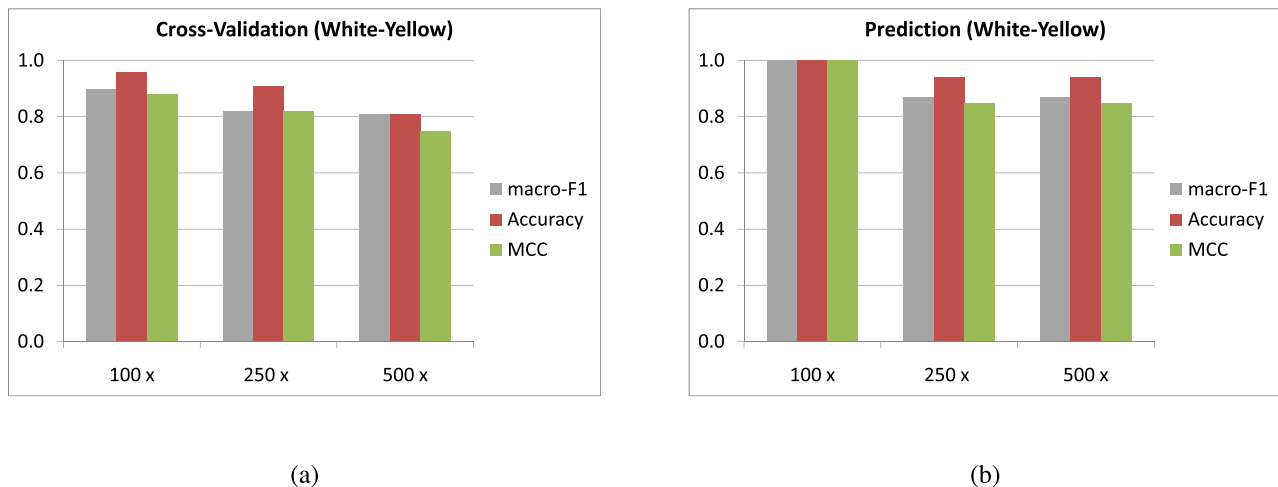 Cross-Validation (White-Yellow)
1.0
0.8
0.6
0.4
0.2
0.0
100 x 250 x 500 x
macro-F1
Accuracy
MCC
(a)
Prediction (White-Yellow)
1.0
0.8
0.6
0.4
0.2
0.0
100 x 250 x 500 x
macro-F1
Accuracy
MCC
(b)